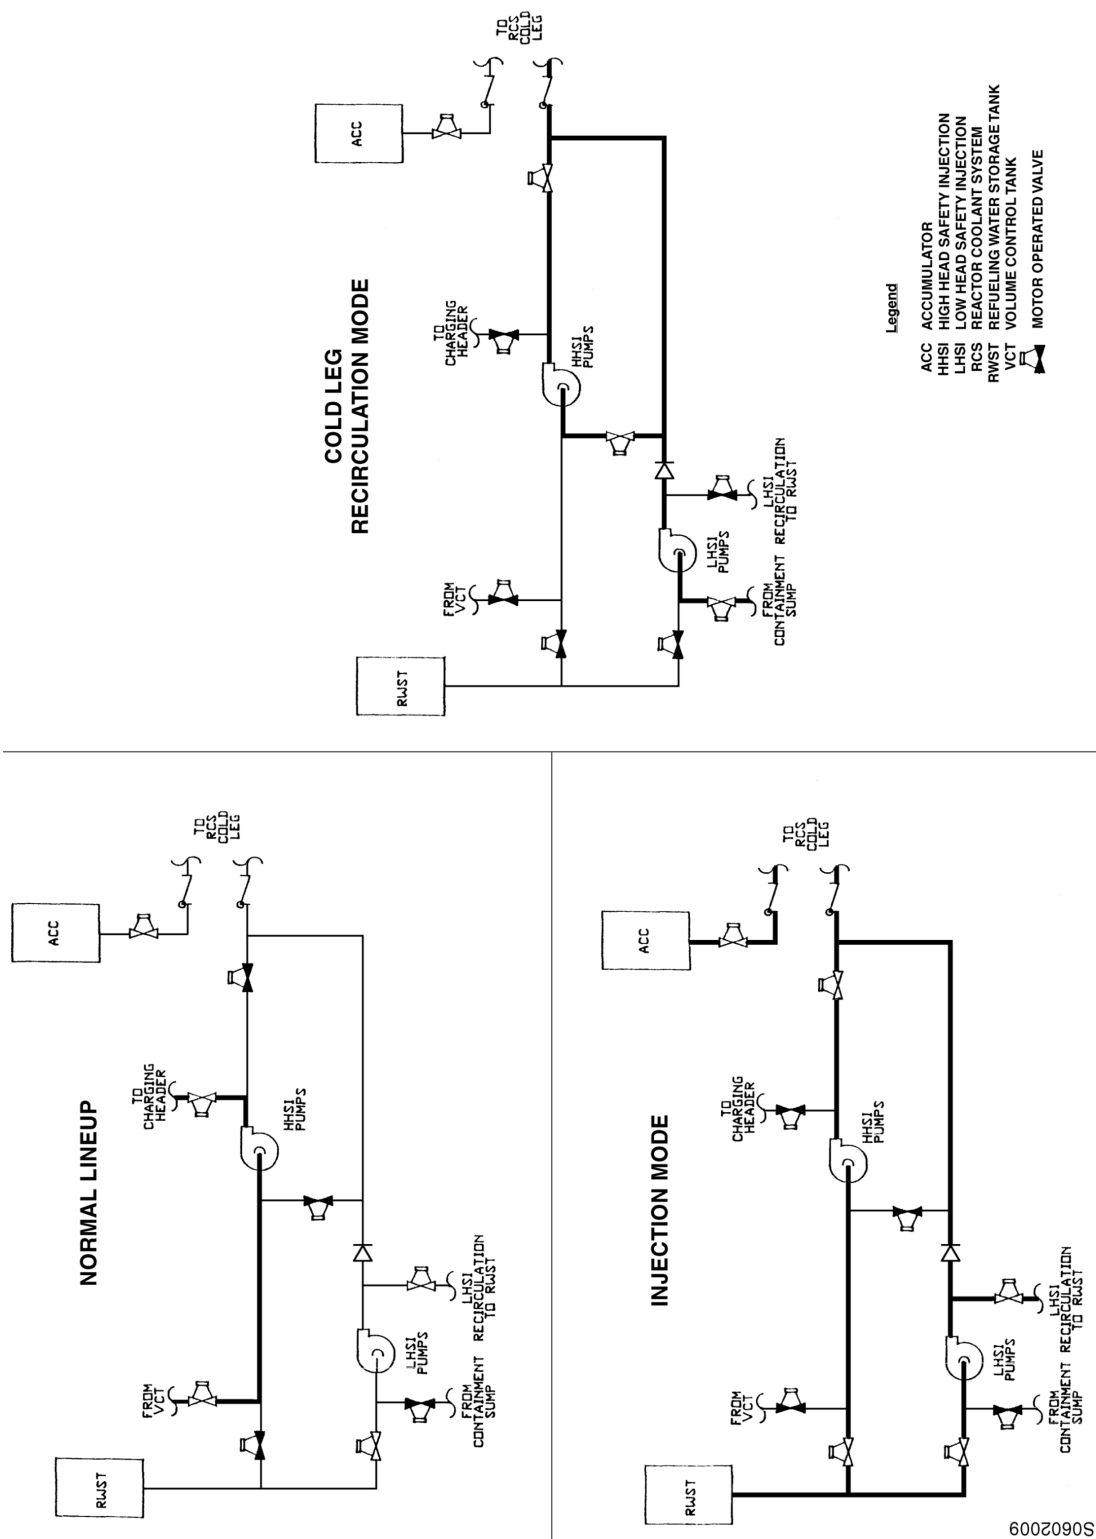 NORMAL LINEUP
RWST
FROM
VCT
TO
CHARGING
HEADER
HHSI
PUMPS
ACC
TO
RCS
COLD
LEG
LHSI
PUMPS
FROM
CONTAINMENT
SUMP
LHSI
RECIRCULATION
TO RWST
COLD LEG
RECIRCULATION MODE
RWST
FROM
VCT
TO
CHARGING
HEADER
HHSI
PUMPS
ACC
TO
RCS
COLD
LEG
LHSI
PUMPS
FROM
CONTAINMENT
SUMP
LHSI
RECIRCULATION
TO RWST
INJECTION MODE
RWST
FROM
VCT
TO
CHARGING
HEADER
HHSI
PUMPS
ACC
TO
RCS
COLD
LEG
LHSI
PUMPS
FROM
CONTAINMENT
SUMP
LHSI
RECIRCULATION
TO RWST
Legend
ACC ACCUMULATOR
HHSI HIGH HEAD SAFETY INJECTION
LHSI LOW HEAD SAFETY INJECTION
RCS REACTOR COOLANT SYSTEM
RWST REFUELING WATER STORAGE TANK
VCT VOLUME CONTROL TANK
MOTOR OPERATED VALVE
S0602009